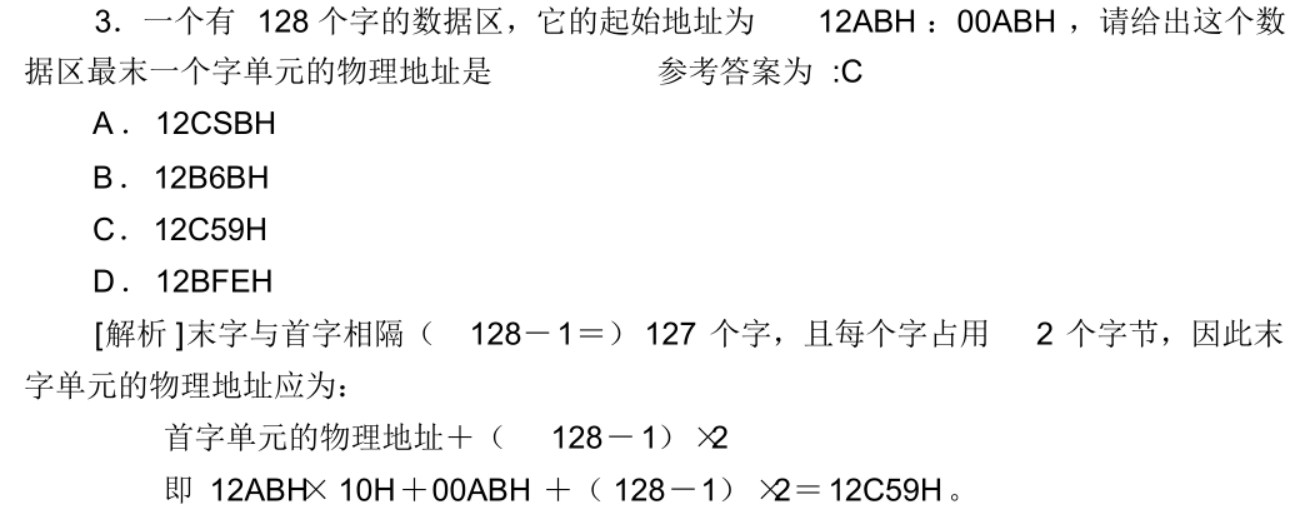 3．一个有 128 个字的数据区，它的起始地址为 12ABH：00ABH，请给出这个数
据区最末一个字单元的物理地址是 参考答案为 :C
A． 12CSBH
B． 12B6BH
C． 12C59H
D． 12BFEH
[解析]末字与首字相隔（ 128－1＝）127 个字，且每个字占用 2 个字节，因此末
字单元的物理地址应为：
首字单元的物理地址＋（ 128－1）×2
即 12ABH×10H＋00ABH ＋（128－1）×2＝12C59H。